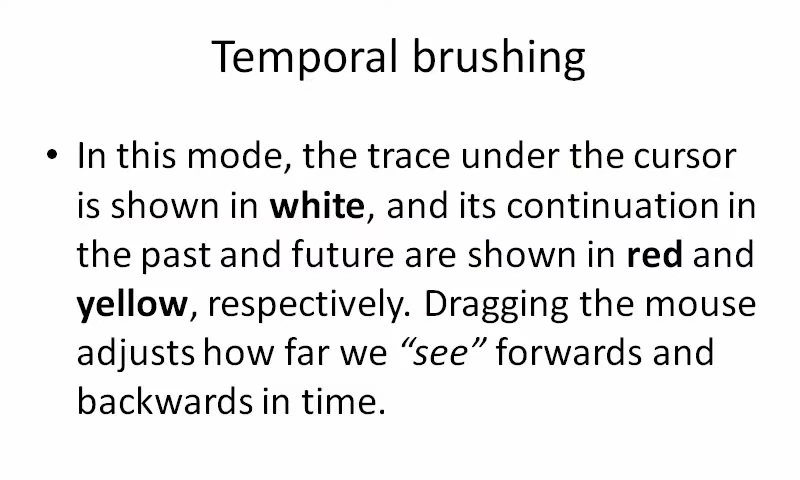 Temporal brushing
• In this mode, the trace under the cursor
is shown in white, and its continuation in
the past and future are shown in red and
yellow, respectively. Dragging the mouse
adjusts how far we “see” forwards and
backwards in time.